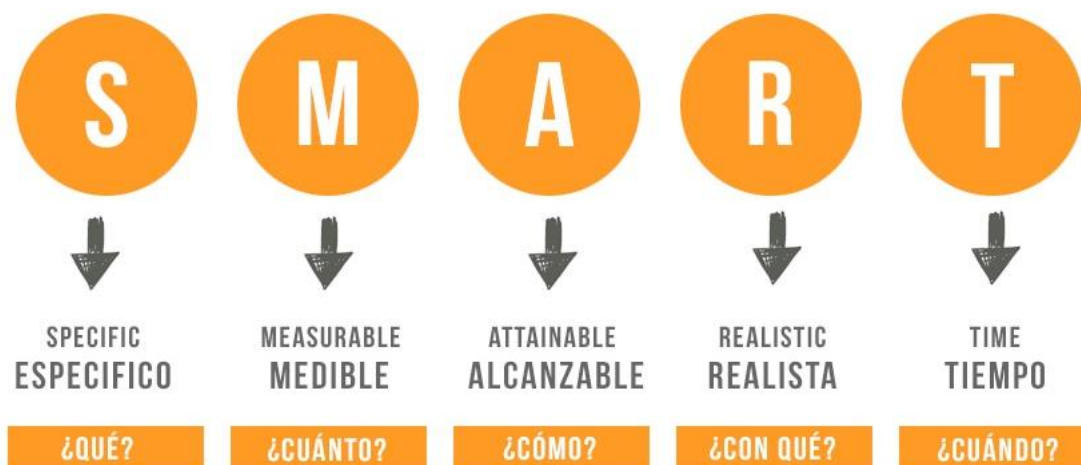 S M A R T
SPECIFIC MEASURABLE ATTAINABLE REALISTIC TIME
ESPECIFICO MEDIBLE ALCANZABLE REALISTA TIEMPO
¿QUÉ? ¿CUÁNTO? ¿CÓMO? ¿CON QUÉ? ¿CUÁNDO?